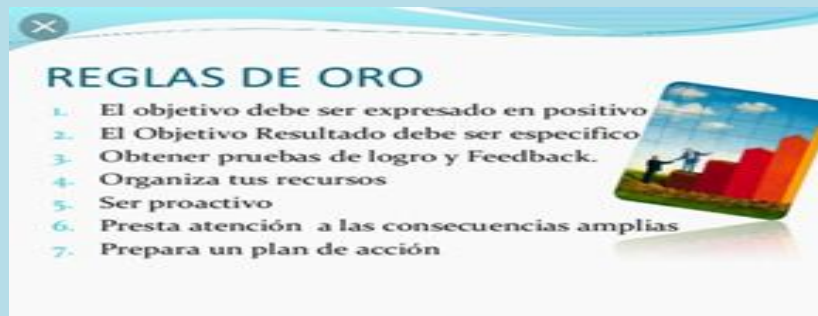 REGLAS DE ORO
1. El objetivo debe ser expresado en positivo
2. El Objetivo Resultado debe ser especifico
3. Obtener pruebas de logro y Feedback.
4. Organiza tus recursos
5. Ser proactivo
6. Presta atención a las consecuencias amplias
7. Prepara un plan de acción